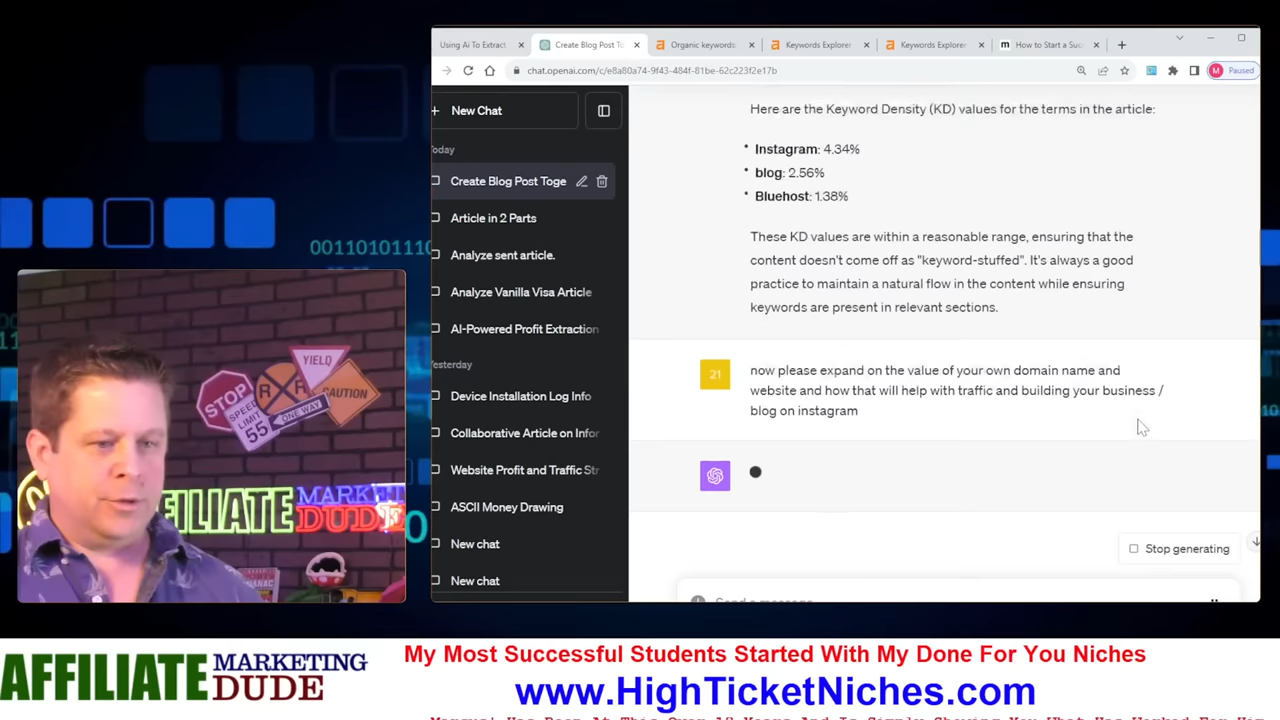 Using Ai To Extract
Create Blog Post To
Organic keywords:
Keywords Explorer
Keywords Explorer
How to Start a Suc
chat.openai.com/c/e8a80a74-9f43-484f-81be-62c223f2e17b
M
Paused
New Chat
Today
Create Blog Post Toge
Article in 2 Parts
Analyze sent article.
Analyze Vanilla Visa Article
AI-Powered Profit Extraction
Yesterday
Device Installation Log Info
Collaborative Article on Infor
Website Profit and Traffic Str
ASCII Money Drawing
New chat
New chat
Here are the Keyword Density (KD) values for the terms in the article:
Instagram: 4.34%
blog: 2.56%
Bluehost: 1.38%
These KD values are within a reasonable range, ensuring that the
content doesn't come off as "keyword-stuffed". It's always a good
practice to maintain a natural flow in the content while ensuring
keywords are present in relevant sections.
21
now please expand on the value of your own domain name and
website and how that will help with traffic and building your business /
blog on instagram
Stop generating
Send a message
00110101110
YIELD
STOP
CAUTION
SPEED
LIMIT
55
ONE WAY
FILIATE
MARKET
DUDE
AFFILIATE
MARKETING
DUDE
My Most Successful Students Started With My Done For You Niches
www.HighTicketNiches.com